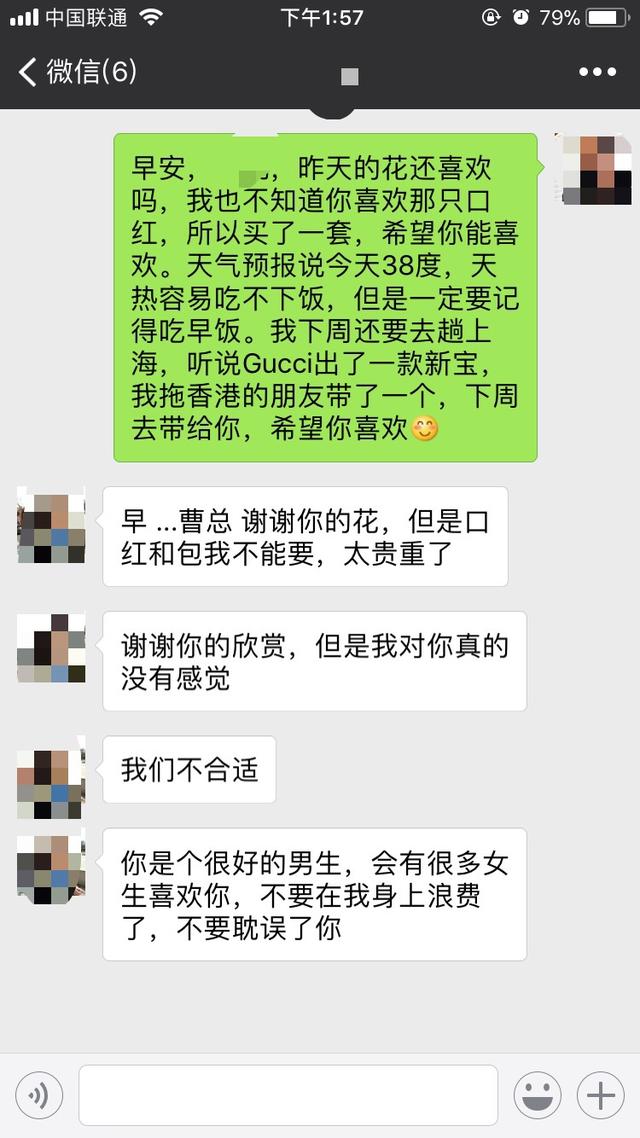 中国联通
下午1:57
79%
微信(6)
早安, ，昨天的花还喜欢
吗，我也不知道你喜欢那只口
红，所以买了一套，希望你能喜
欢。天气预报说今天38度，天
热容易吃不下饭，但是一定要记
得吃早饭。我下周还要去趟上
海，听说Gucci出了一款新宝，
我拖香港的朋友带了一个，下周
去带给你，希望你喜欢😊
早 ...曹总 谢谢你的花，但是口
红和包我不能要，太贵重了
谢谢你的欣赏，但是我对你真的
没有感觉
我们不合适
你是个很好的男生，会有很多女
生喜欢你，不要在我身上浪费
了，不要耽误了你